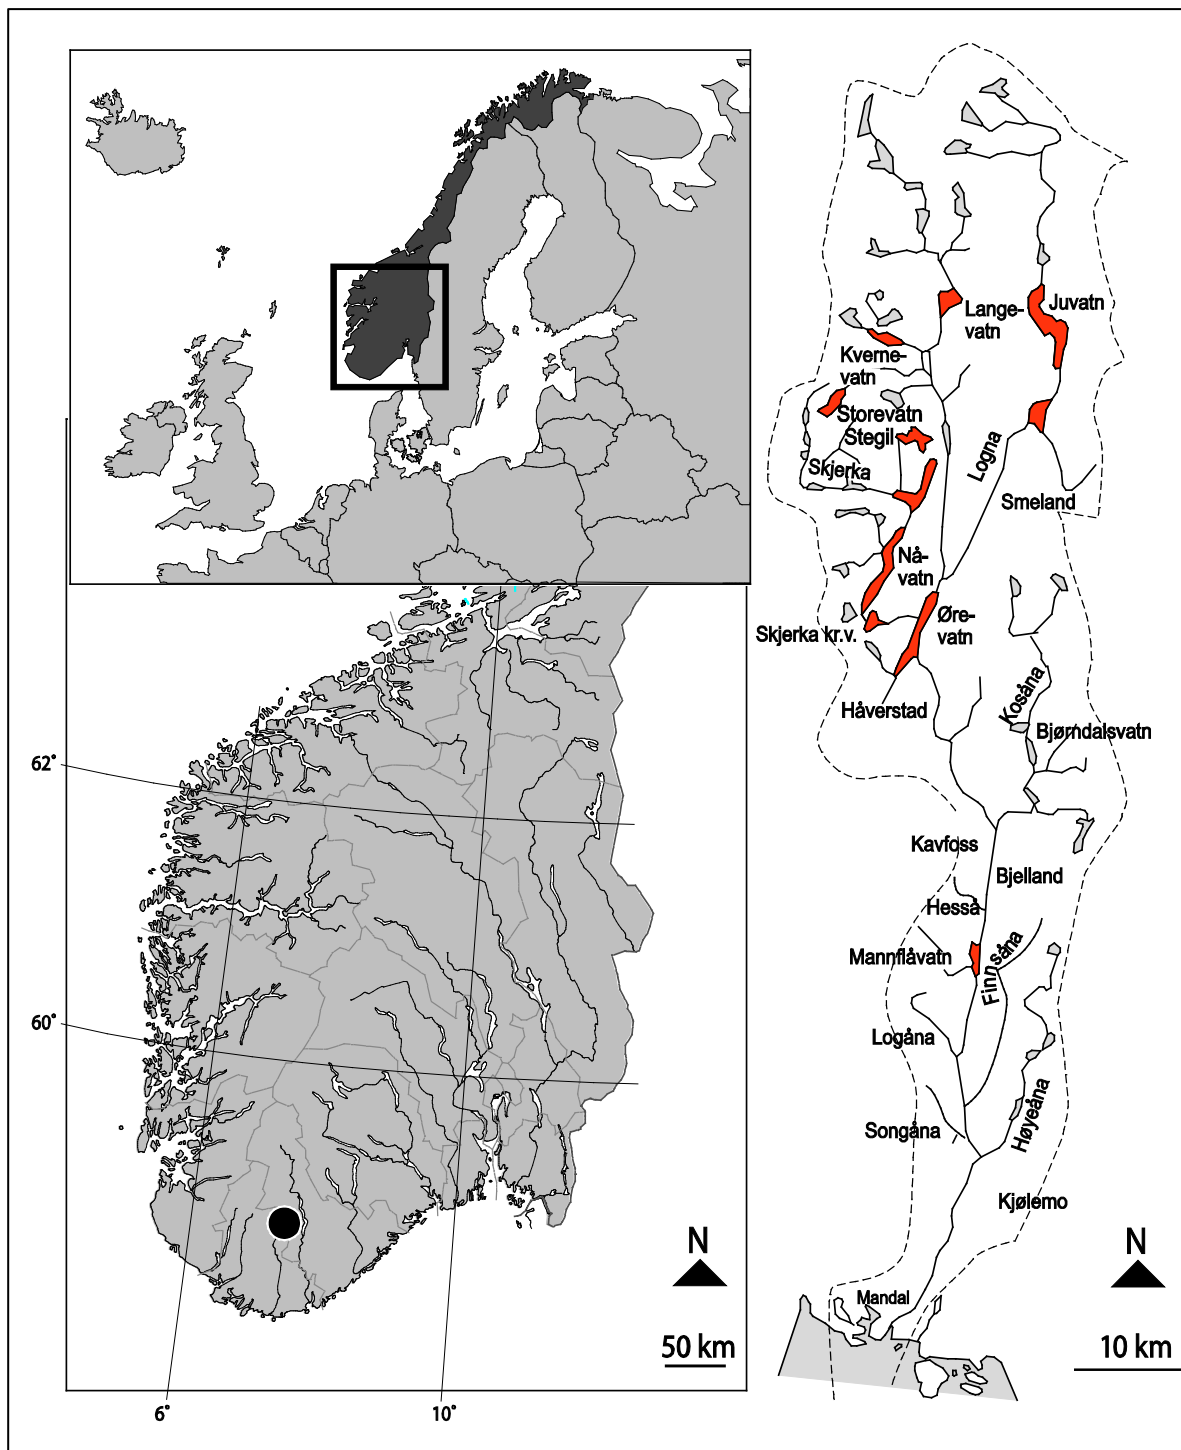 62°
60°
6°
10°
N
50 km
Lange-
vatn
Juvatn
Kverne-
vatn
Storevatn
Stegil
Skjerka
Logna
Smeland
Nå-
vatn
Øre-
vatn
Skjerka kr.v.
Håverstad
Kosåna
Bjørndalsvatn
Kavfoss
Bjelland
Hesså
Mannflåvatn
Finnsåna
Logåna
Songåna
Høyeåna
Kjølemo
Mandal
N
10 km